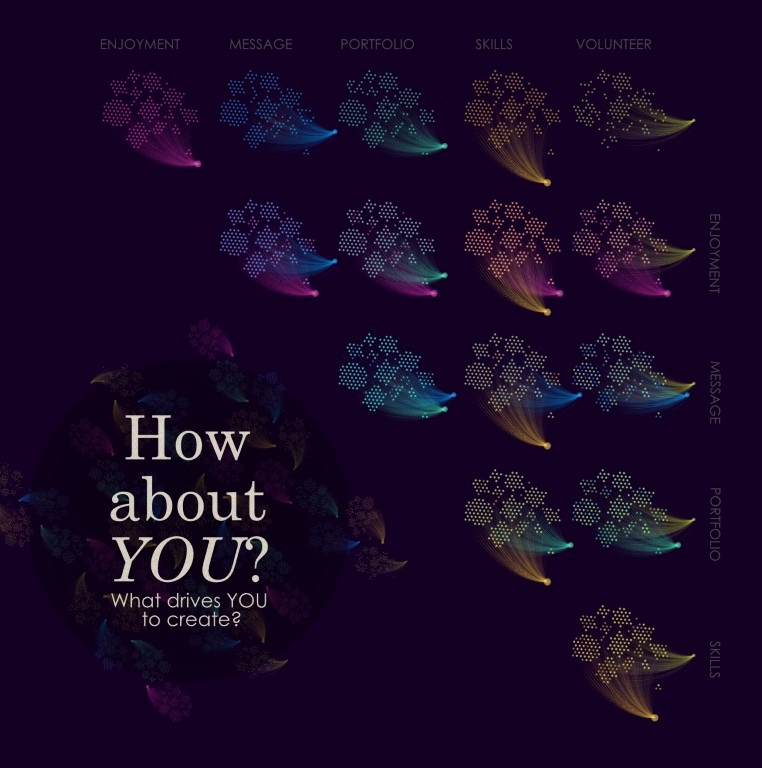 ENJOYMENT MESSAGE PORTFOLIO SKILLS VOLUNTEER
ENJOYMENT
MESSAGE
PORTFOLIO
SKILLS
How
about
YOU?
What drives YOU
to create?